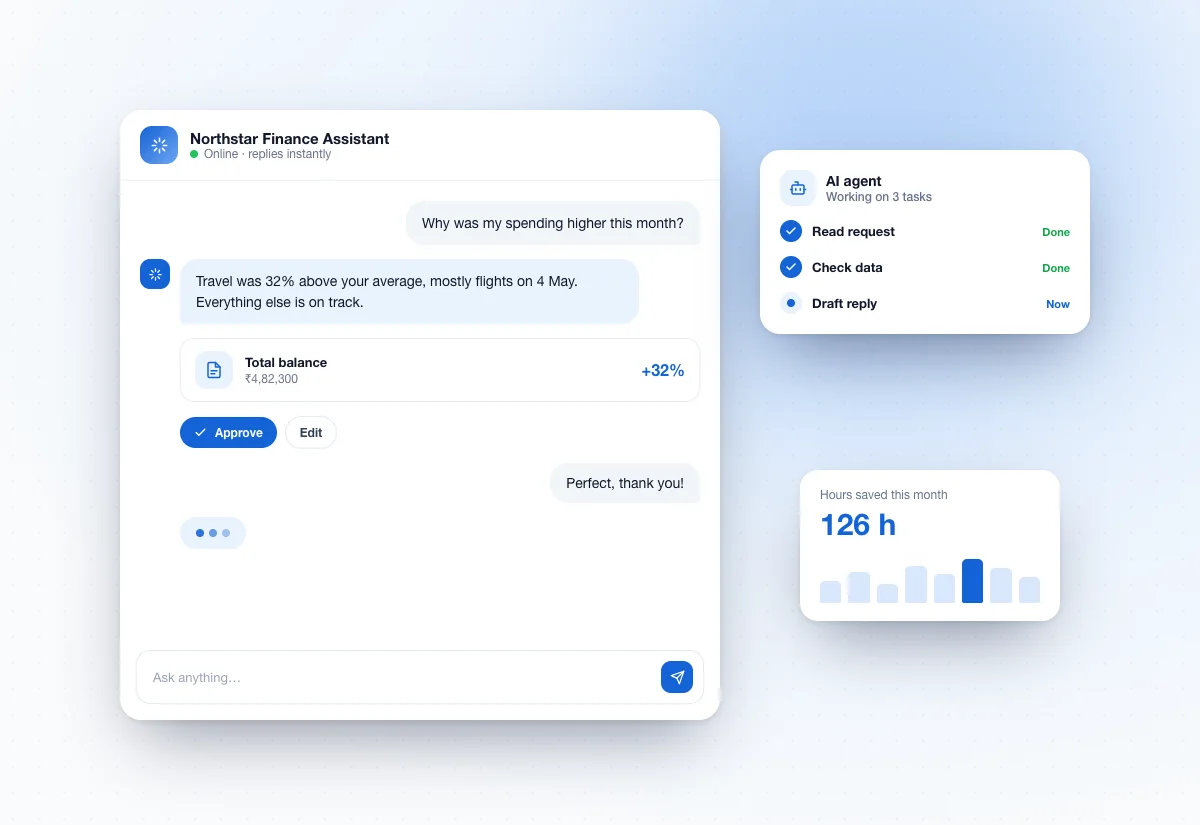 Northstar Finance Assistant
Online · replies instantly
Why was my spending higher this month?
Travel was 32% above your average, mostly flights on 4 May.
Everything else is on track.
Total balance
₹4,82,300
+32%
Approve
Edit
Perfect, thank you!
Ask anything…
AI agent
Working on 3 tasks
Read request
Done
Check data
Done
Draft reply
Now
Hours saved this month
126 h